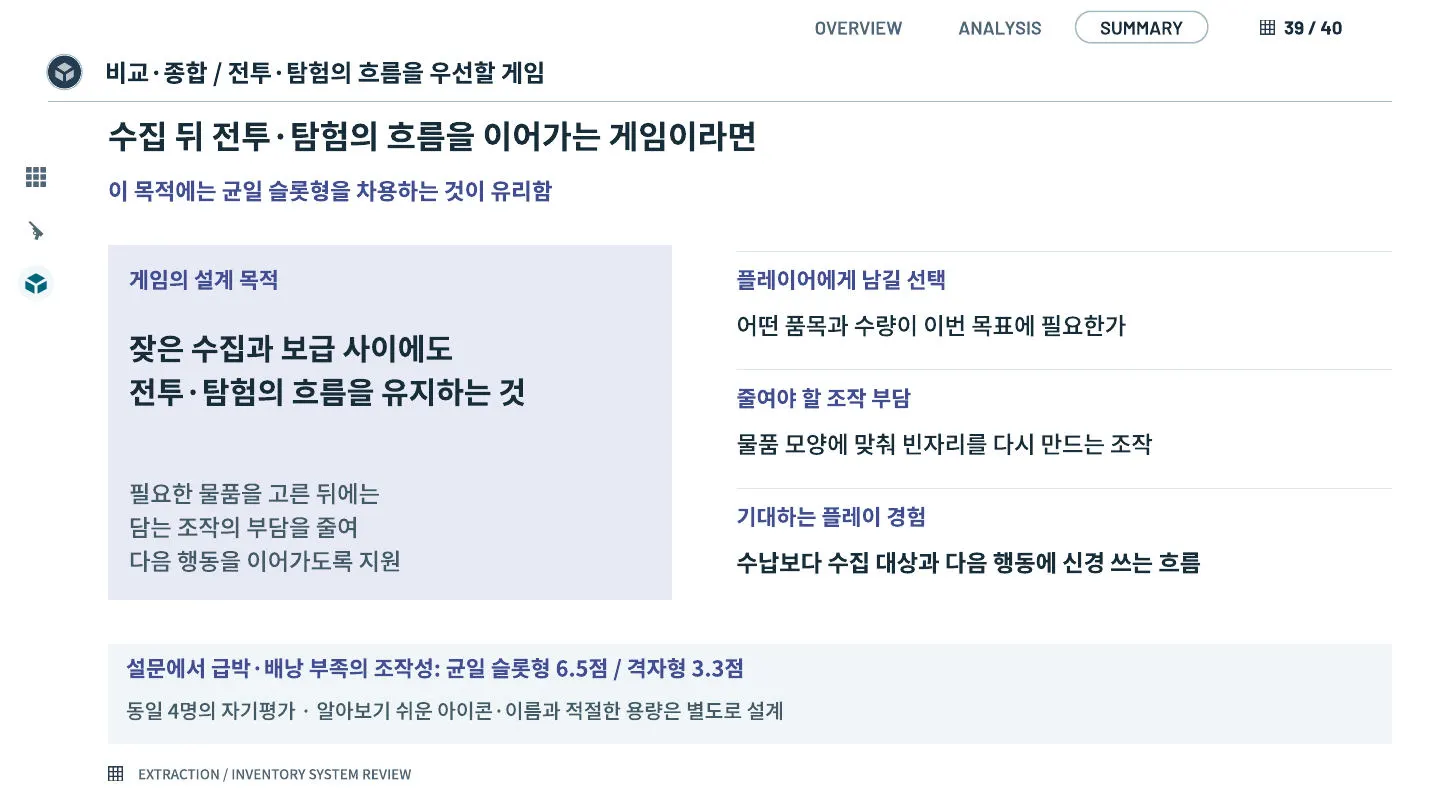 OVERVIEW
ANALYSIS
SUMMARY
39 / 40
비교·종합 / 전투·탐험의 흐름을 우선할 게임
수집 뒤 전투·탐험의 흐름을 이어가는 게임이라면
이 목적에는 균일 슬롯형을 차용하는 것이 유리함
게임의 설계 목적
잦은 수집과 보급 사이에도
전투·탐험의 흐름을 유지하는 것
필요한 물품을 고른 뒤에는
담는 조작의 부담을 줄여
다음 행동을 이어가도록 지원
플레이어에게 남길 선택
어떤 품목과 수량이 이번 목표에 필요한가
줄여야 할 조작 부담
물품 모양에 맞춰 빈자리를 다시 만드는 조작
기대하는 플레이 경험
수납보다 수집 대상과 다음 행동에 신경 쓰는 흐름
설문에서 급박·배낭 부족의 조작성: 균일 슬롯형 6.5점 / 격자형 3.3점
동일 4명의 자기평가 · 알아보기 쉬운 아이콘·이름과 적절한 용량은 별도로 설계
EXTRACTION / INVENTORY SYSTEM REVIEW